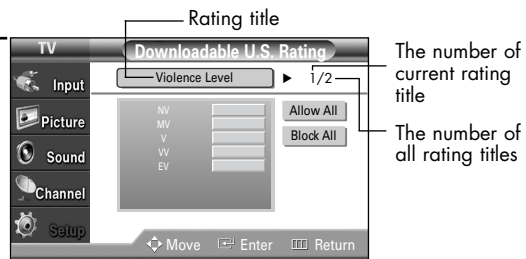 Rating title
TV
Downloadable U.S. Rating
Input
Picture
Sound
Channel
Setup
Violence Level ► 1/2
NV
MV
V
VV
EV
Allow All
Block All
Move Enter Return
The number of
current rating
title
The number of
all rating titles